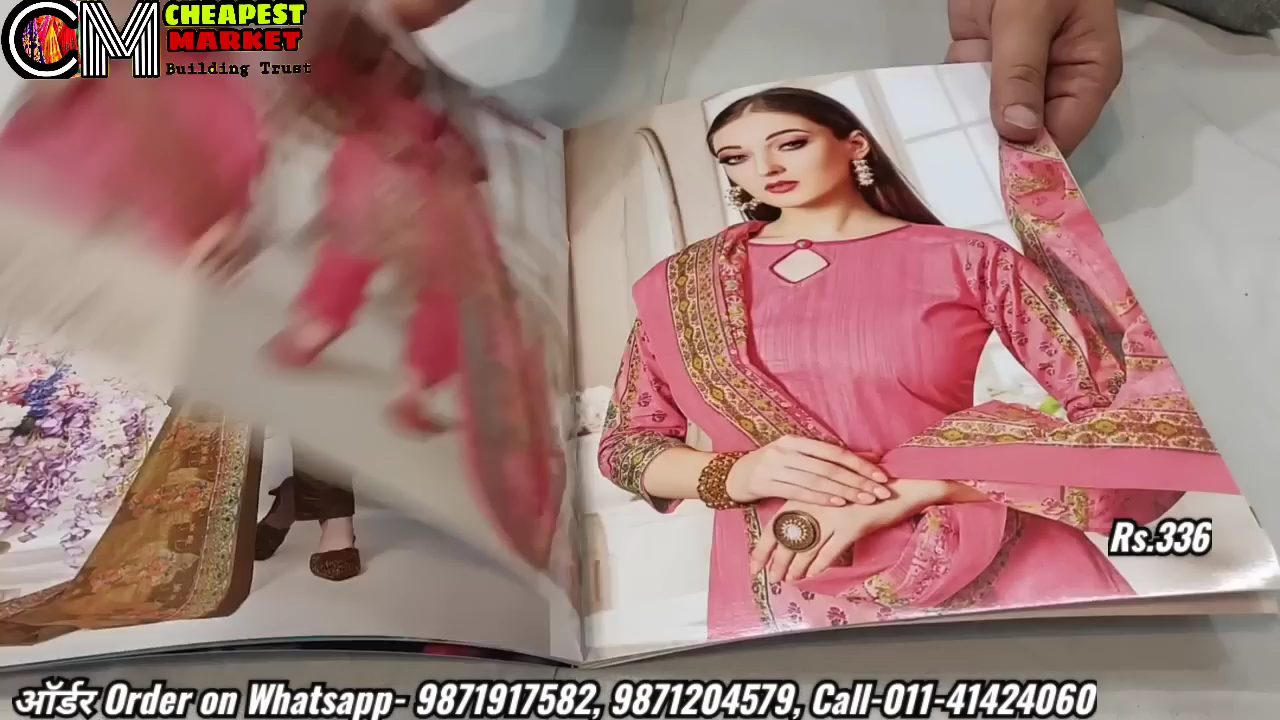 CM CHEAPEST
MARKET
Building Trust
Rs.336
ऑर्डर Order on Whatsapp- 9871917582, 9871204579, Call-011-41424060